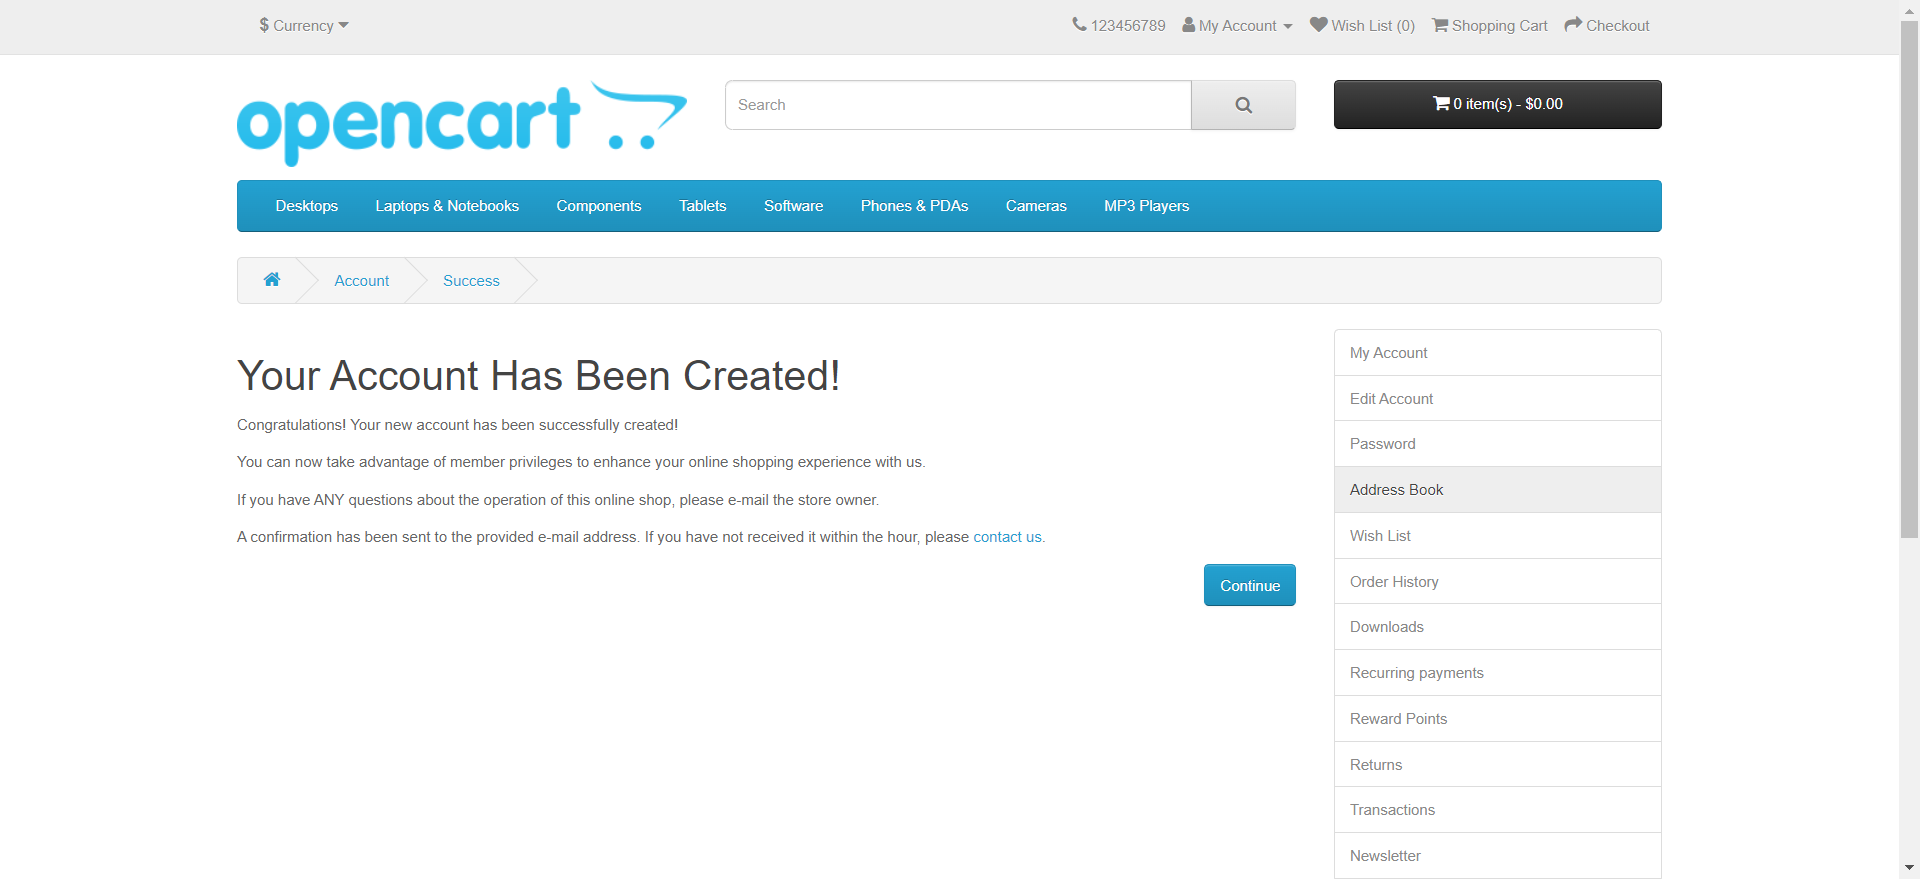 $ Currency
123456789 My Account Wish List (0) Shopping Cart Checkout
opencart
Search
0 item(s) - $0.00
Desktops Laptops & Notebooks Components Tablets Software Phones & PDAs Cameras MP3 Players
Account Success
Your Account Has Been Created!
Congratulations! Your new account has been successfully created!
You can now take advantage of member privileges to enhance your online shopping experience with us.
If you have ANY questions about the operation of this online shop, please e-mail the store owner.
A confirmation has been sent to the provided e-mail address. If you have not received it within the hour, please contact us.
Continue
My Account
Edit Account
Password
Address Book
Wish List
Order History
Downloads
Recurring payments
Reward Points
Returns
Transactions
Newsletter